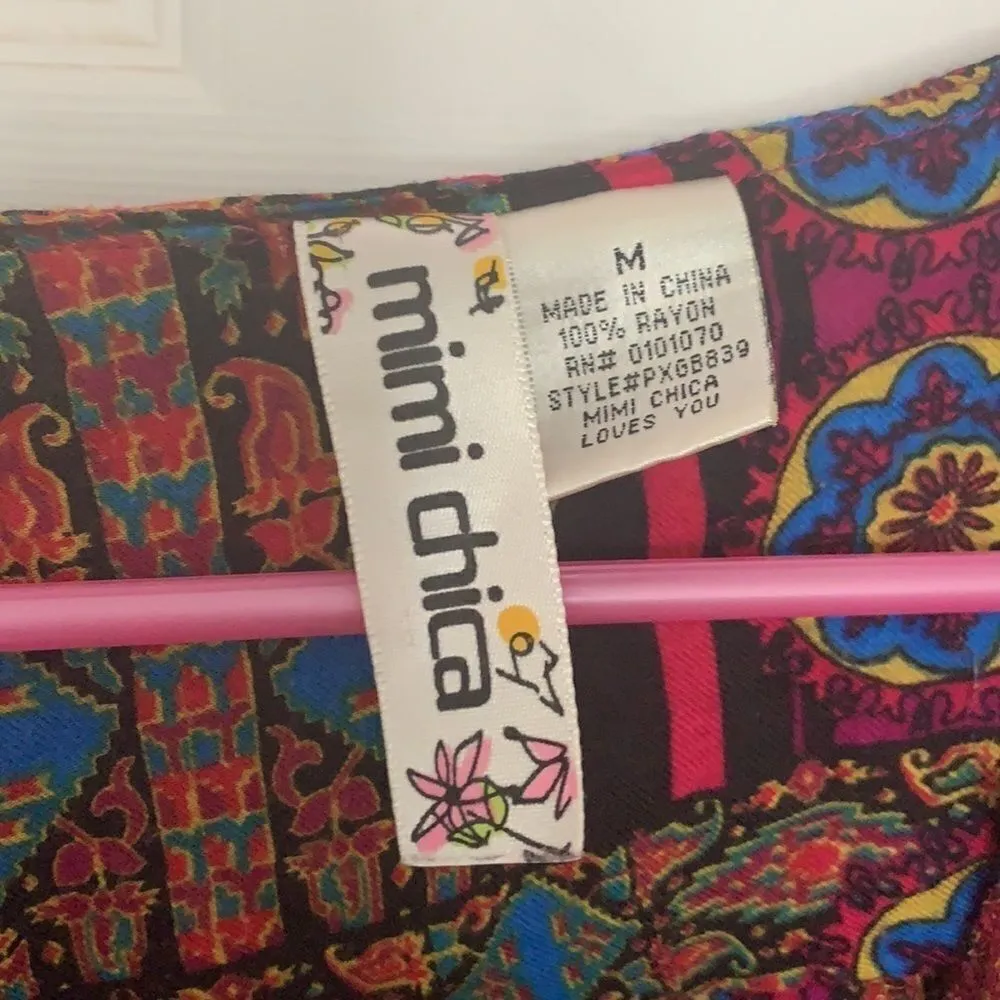 mimi chica
M
MADE IN CHINA
100% RAYON
RN# 0101070
STYLE#PXGB839
MIMI CHICA
LOVES YOU